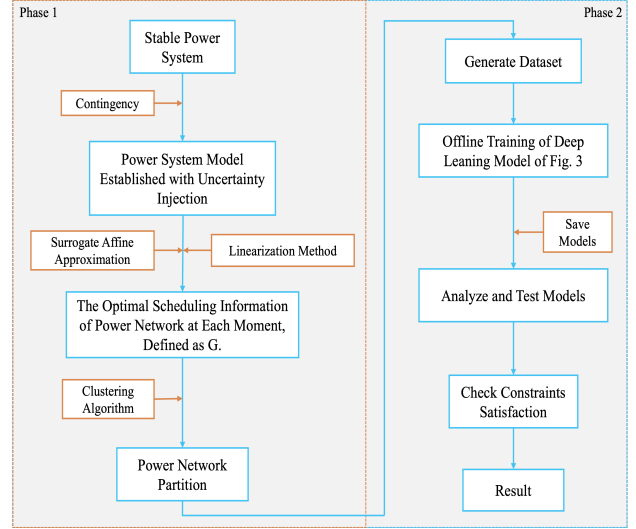 Phase 1
Stable Power
System
Contingency
Power System Model
Established with Uncertainty
Injection
Surrogate Affine
Approximation
Linearization Method
The Optimal Scheduling Information
of Power Network at Each Moment,
Defined as G.
Clustering
Algorithm
Power Network
Partition
Phase 2
Generate Dataset
Offline Training of Deep
Leaning Model of Fig. 3
Save
Models
Analyze and Test Models
Check Constraints
Satisfaction
Result